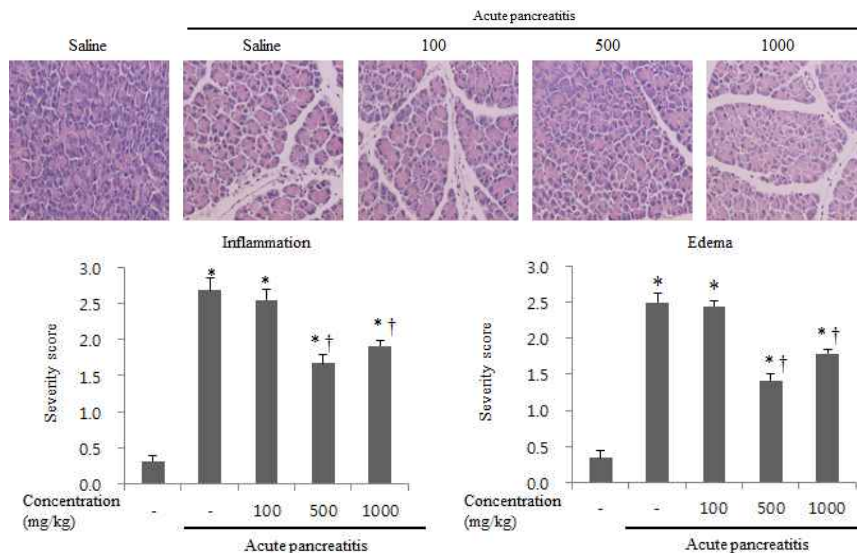 Acute pancreatitis
Saline Saline 100 500 1000
Inflammation
Severity score
3.0
2.5
2.0
1.5
1.0
0.5
0.0
* * * † * †
Concentration
(mg/kg)
- - 100 500 1000
Acute pancreatitis
Edema
Severity score
3.0
2.5
2.0
1.5
1.0
0.5
0.0
* * * † * †
Concentration
(mg/kg)
- - 100 500 1000
Acute pancreatitis